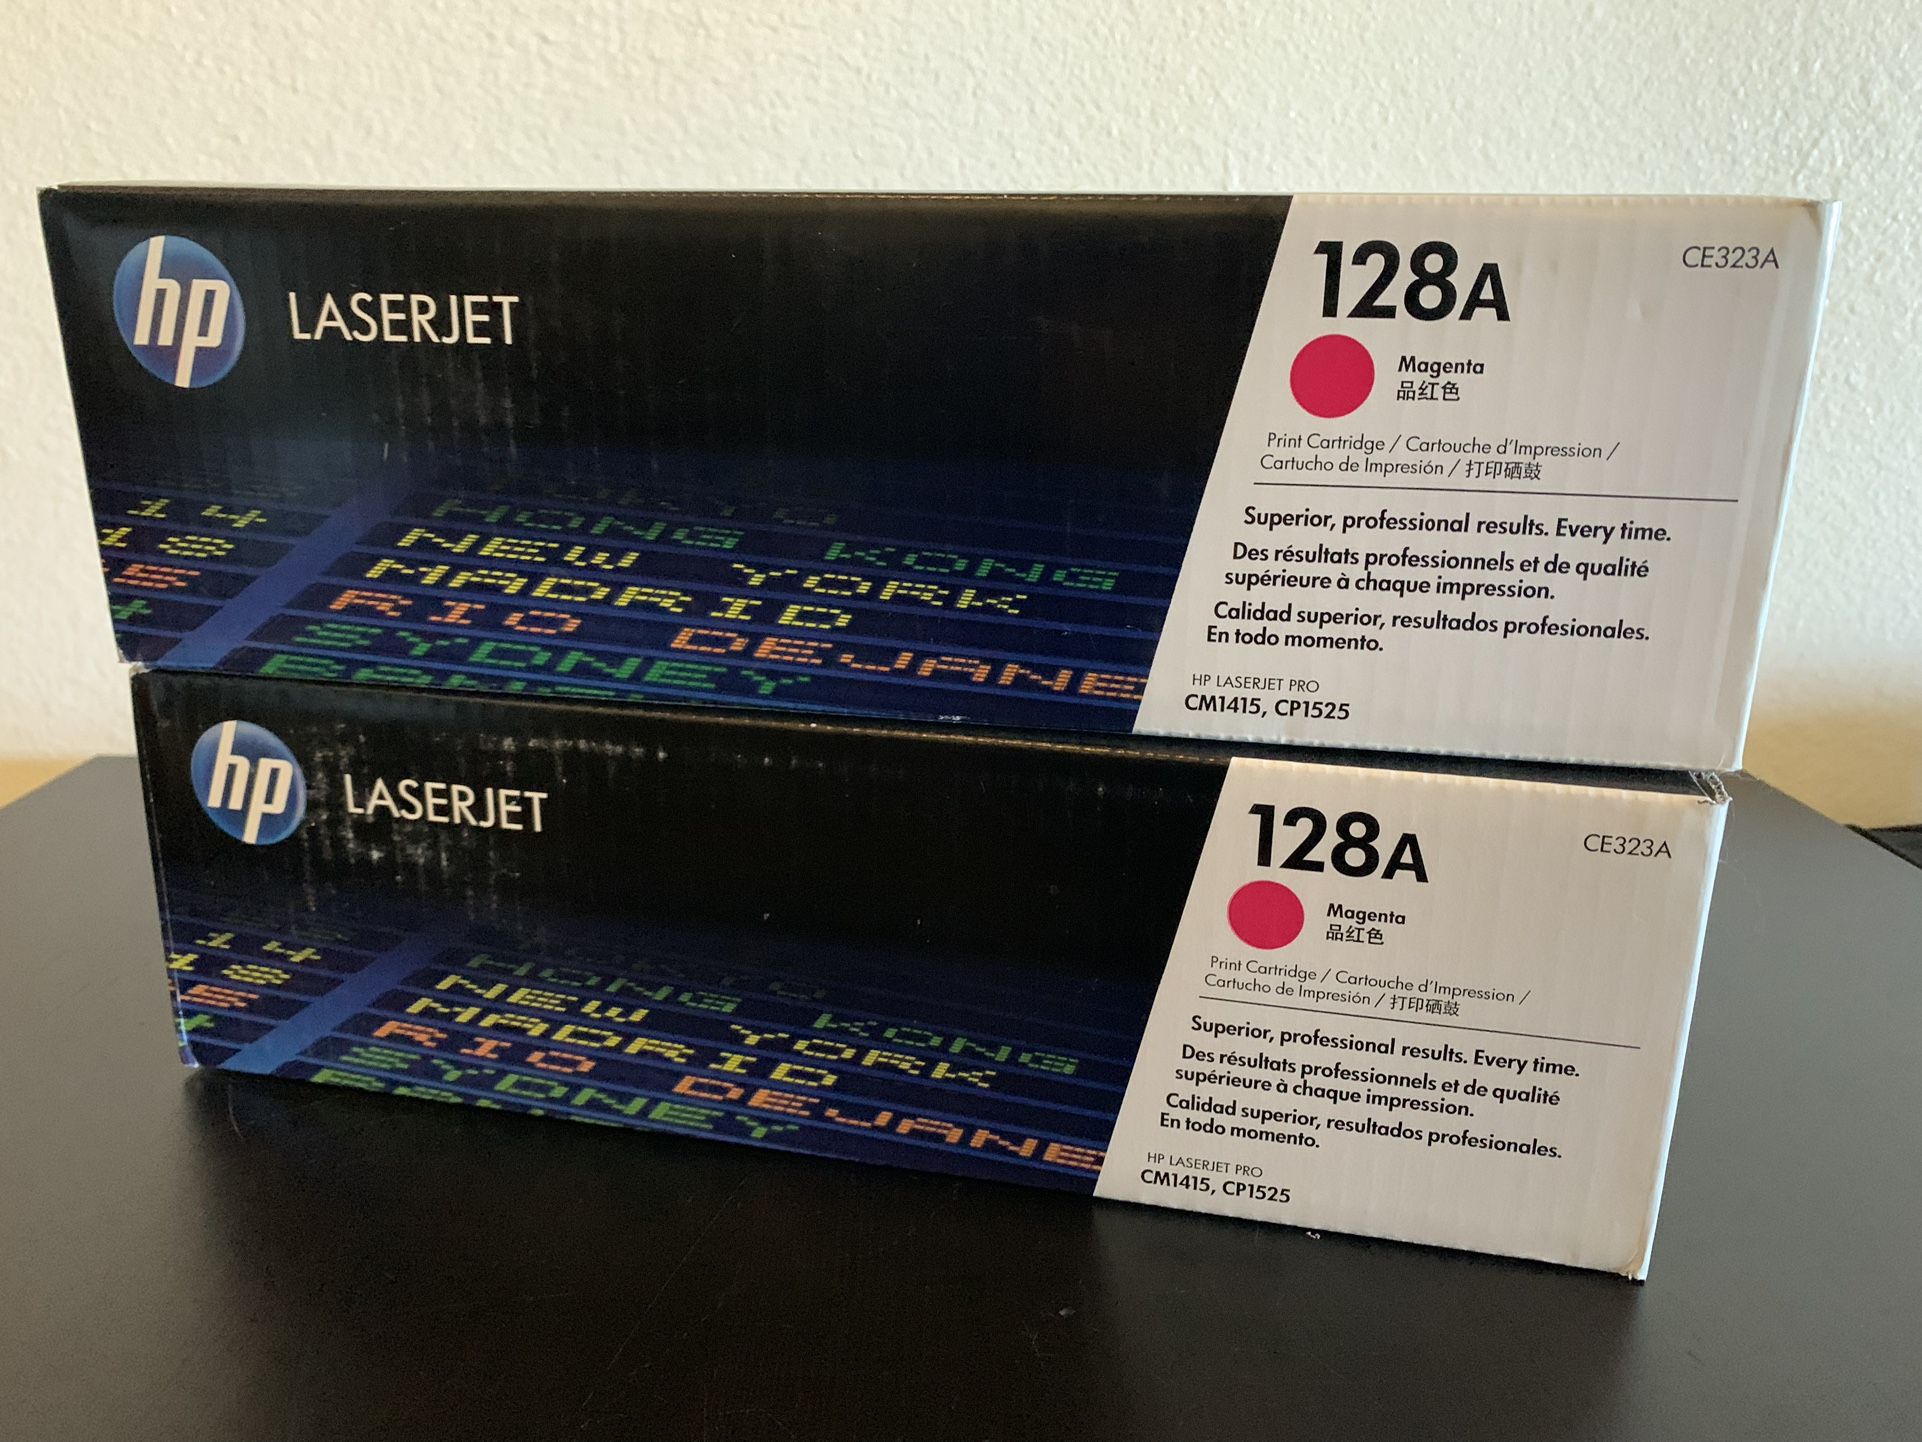 hp
LASERJET
128A
CE323A
Magenta
品红色
Print Cartridge / Cartouche d'Impression /
Cartucho de Impresión / 打印硒鼓
Superior, professional results. Every time.
Des résultats professionnels et de qualité
supérieure à chaque impression.
Calidad superior, resultados profesionales.
En todo momento.
HP LASERJET PRO
CM1415, CP1525
14 HONG KONG
18 NEW YORK
MADRID
RIO DEJANE
SYDNEY
hp
LASERJET
128A
CE323A
Magenta
品红色
Print Cartridge / Cartouche d'Impression /
Cartucho de Impresión / 打印硒鼓
Superior, professional results. Every time.
Des résultats professionnels et de qualité
supérieure à chaque impression.
Calidad superior, resultados profesionales.
En todo momento.
HP LASERJET PRO
CM1415, CP1525
14 HONG KONG
18 NEW YORK
MADRID
RIO DEJANE
SYDNEY